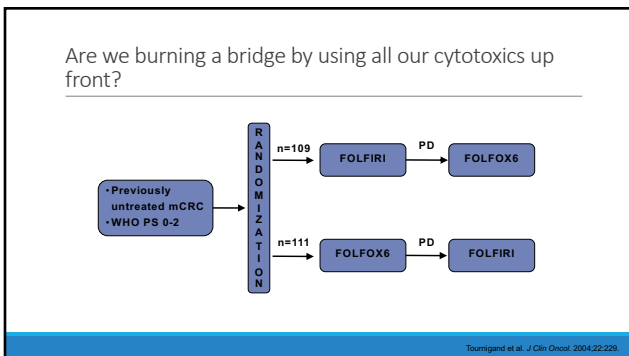 Are we burning a bridge by using all our cytotoxics up
front?
• Previously
untreated mCRC
• WHO PS 0-2
RANDOMIZATION
n=109
FOLFIRI
PD
FOLFOX6
n=111
FOLFOX6
PD
FOLFIRI
Tournigand et al. J Clin Oncol. 2004;22:229.